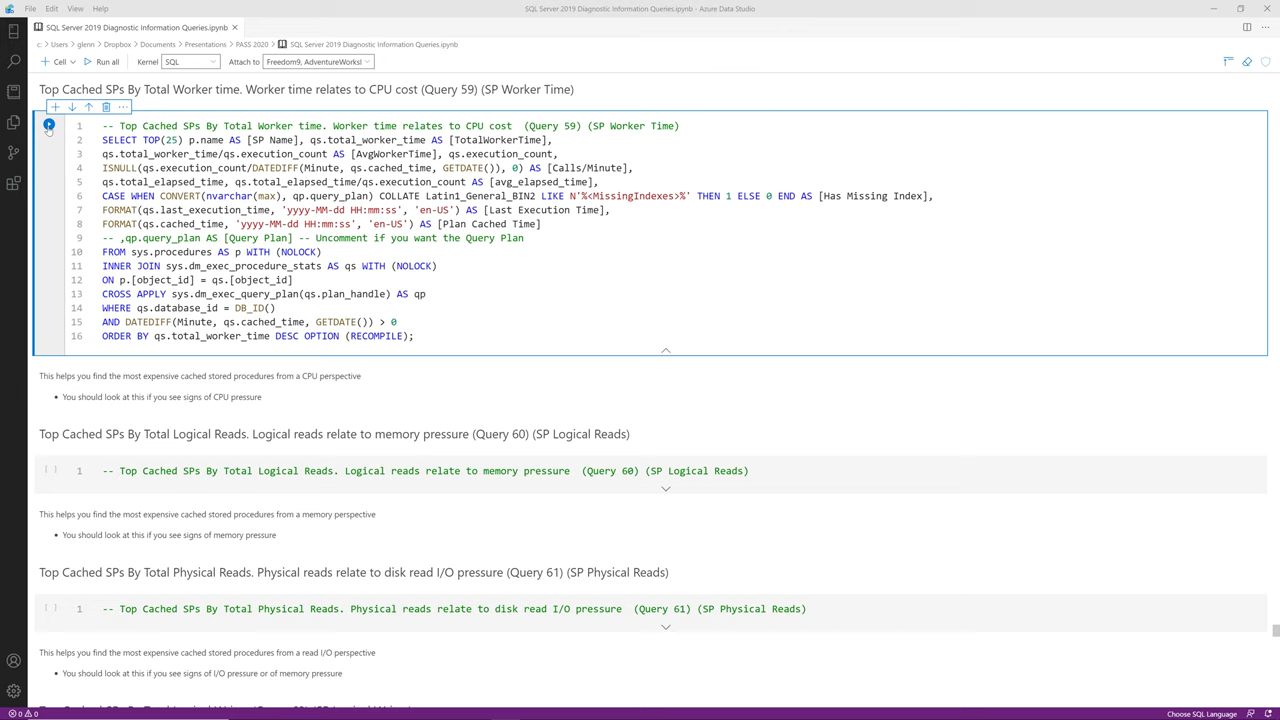 File Edit View Help
SQL Server 2019 Diagnostic Information Queries.ipynb - Azure Data Studio
SQL Server 2019 Diagnostic Information Queries.ipynb
c: > Users > glenn > Dropbox > Documents > Presentations > PASS 2020 > SQL Server 2019 Diagnostic Information Queries.ipynb
+ Cell Run all Kernel SQL Attach to Freedom9, AdventureWorksl
Top Cached SPs By Total Worker time. Worker time relates to CPU cost (Query 59) (SP Worker Time)
1 -- Top Cached SPs By Total Worker time. Worker time relates to CPU cost  (Query 59) (SP Worker Time)
2 SELECT TOP(25) p.name AS [SP Name], qs.total_worker_time AS [TotalWorkerTime],
3 qs.total_worker_time/qs.execution_count AS [AvgWorkerTime], qs.execution_count,
4 ISNULL(qs.execution_count/DATEDIFF(Minute, qs.cached_time, GETDATE()), 0) AS [Calls/Minute],
5 qs.total_elapsed_time, qs.total_elapsed_time/qs.execution_count AS [avg_elapsed_time],
6 CASE WHEN CONVERT(nvarchar(max), qp.query_plan) COLLATE Latin1_General_BIN2 LIKE N'%<MissingIndexes>%' THEN 1 ELSE 0 END AS [Has Missing Index],
7 FORMAT(qs.last_execution_time, 'yyyy-MM-dd HH:mm:ss', 'en-US') AS [Last Execution Time],
8 FORMAT(qs.cached_time, 'yyyy-MM-dd HH:mm:ss', 'en-US') AS [Plan Cached Time]
9 -- ,qp.query_plan AS [Query Plan] -- Uncomment if you want the Query Plan
10 FROM sys.procedures AS p WITH (NOLOCK)
11 INNER JOIN sys.dm_exec_procedure_stats AS qs WITH (NOLOCK)
12 ON p.[object_id] = qs.[object_id]
13 CROSS APPLY sys.dm_exec_query_plan(qs.plan_handle) AS qp
14 WHERE qs.database_id = DB_ID()
15 AND DATEDIFF(Minute, qs.cached_time, GETDATE()) > 0
16 ORDER BY qs.total_worker_time DESC OPTION (RECOMPILE);
This helps you find the most expensive cached stored procedures from a CPU perspective
• You should look at this if you see signs of CPU pressure
Top Cached SPs By Total Logical Reads. Logical reads relate to memory pressure (Query 60) (SP Logical Reads)
[ ] 1 -- Top Cached SPs By Total Logical Reads. Logical reads relate to memory pressure  (Query 60) (SP Logical Reads)
This helps you find the most expensive cached stored procedures from a memory perspective
• You should look at this if you see signs of memory pressure
Top Cached SPs By Total Physical Reads. Physical reads relate to disk read I/O pressure (Query 61) (SP Physical Reads)
[ ] 1 -- Top Cached SPs By Total Physical Reads. Physical reads relate to disk read I/O pressure  (Query 61) (SP Physical Reads)
This helps you find the most expensive cached stored procedures from a read I/O perspective
• You should look at this if you see signs of I/O pressure or of memory pressure
0 0 Choose SQL Language